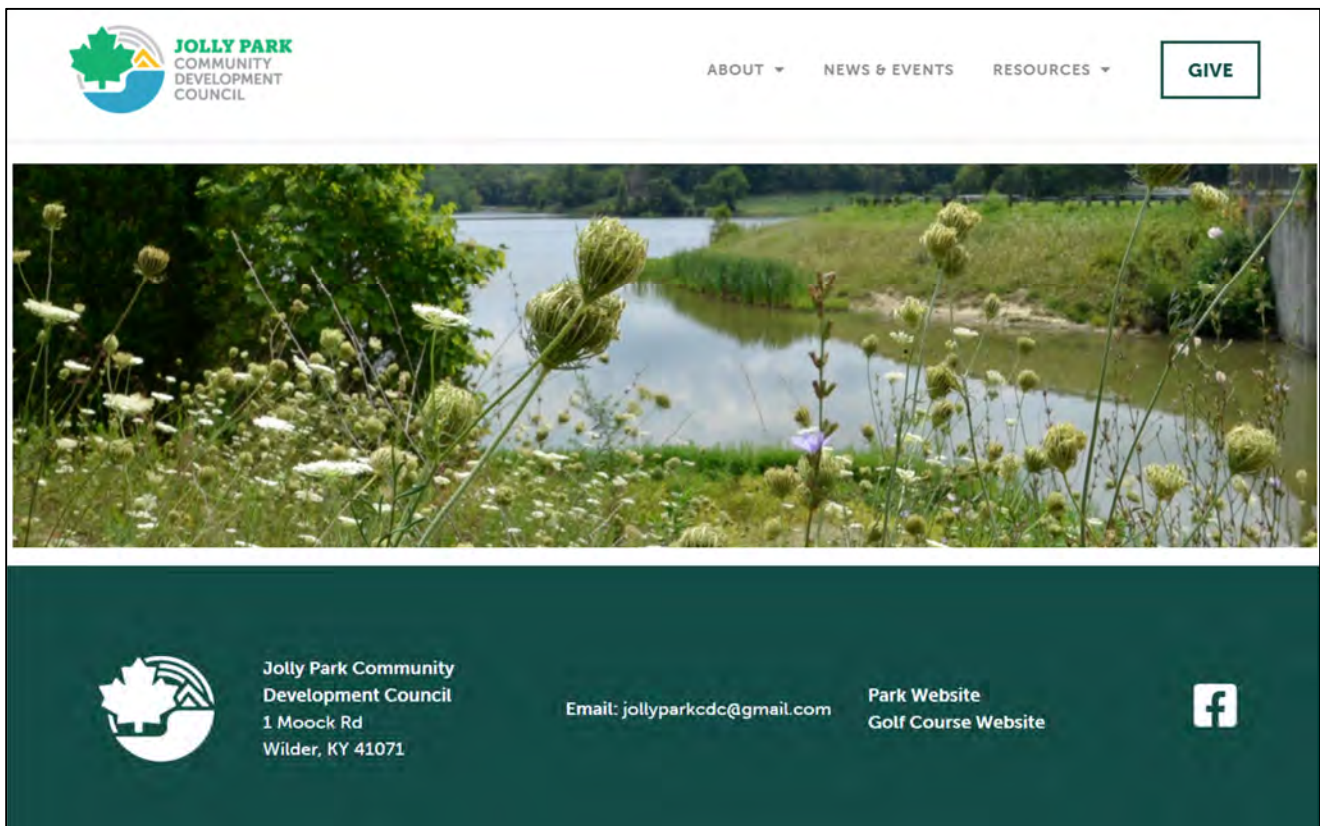 JOLLY PARK
COMMUNITY
DEVELOPMENT
COUNCIL
ABOUT
NEWS & EVENTS
RESOURCES
GIVE
Jolly Park Community
Development Council
1 Moock Rd
Wilder, KY 41071
Email: jollyparkcdc@gmail.com
Park Website
Golf Course Website